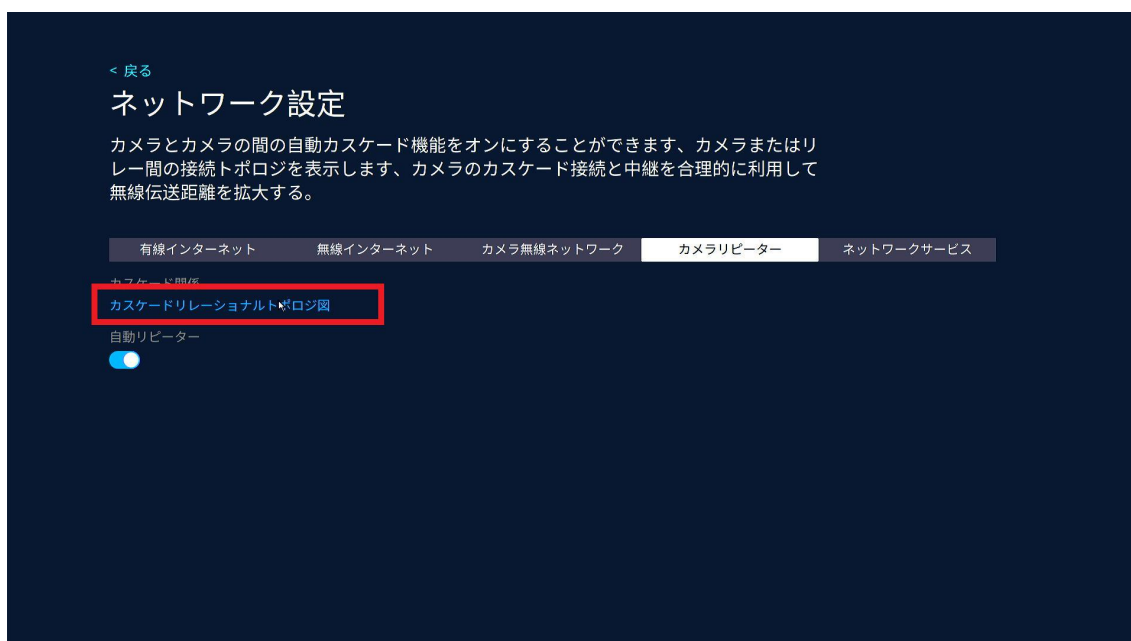 < 戻る
ネットワーク設定
カメラとカメラの間の自動カスケード機能をオンにすることができます、カメラまたはリ
レー間の接続トポロジを表示します、カメラのカスケード接続と中継を合理的に利用して
無線伝送距離を拡大する。
有線インターネット 無線インターネット カメラ無線ネットワーク カメラリピーター ネットワークサービス
カスケード関係
カスケードリレーショナルトポロジ図
自動リピーター